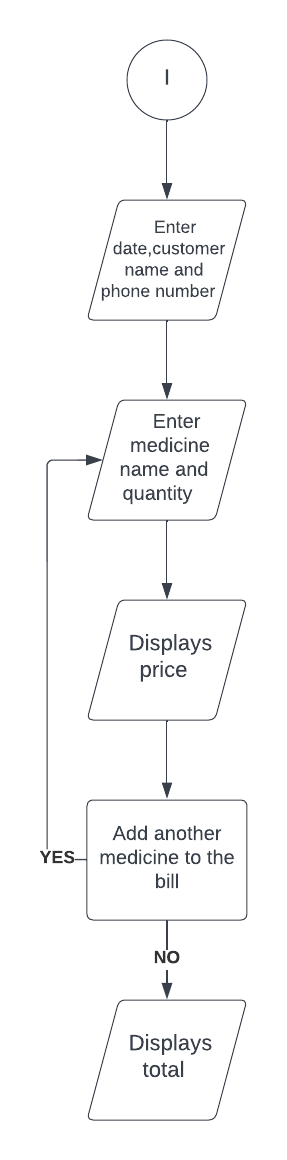 I
Enter
date,customer
name and
phone number
Enter
medicine
name and
quantity
Displays
price
Add another
medicine to the
bill
YES
NO
Displays
total